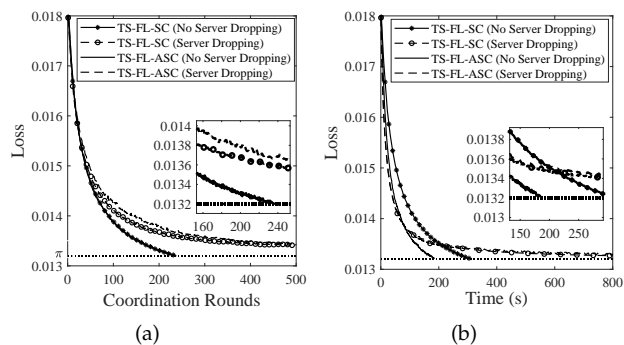 0.018
0.017
0.016
0.015
0.014
π
0.013
Loss
TS-FL-SC (No Server Dropping)
TS-FL-SC (Server Dropping)
TS-FL-ASC (No Server Dropping)
TS-FL-ASC (Server Dropping)
0.014
0.0136
0.0132
0.013
160 200 240
0 100 200 300 400 500
Coordination Rounds
(a)
0.018
0.017
0.016
0.015
0.014
0.013
Loss
TS-FL-SC (No Server Dropping)
TS-FL-SC (Server Dropping)
TS-FL-ASC (No Server Dropping)
TS-FL-ASC (Server Dropping)
0.0138
0.0136
0.0134
0.0132
0.013
150 200 250
0 200 400 600 800
Time (s)
(b)